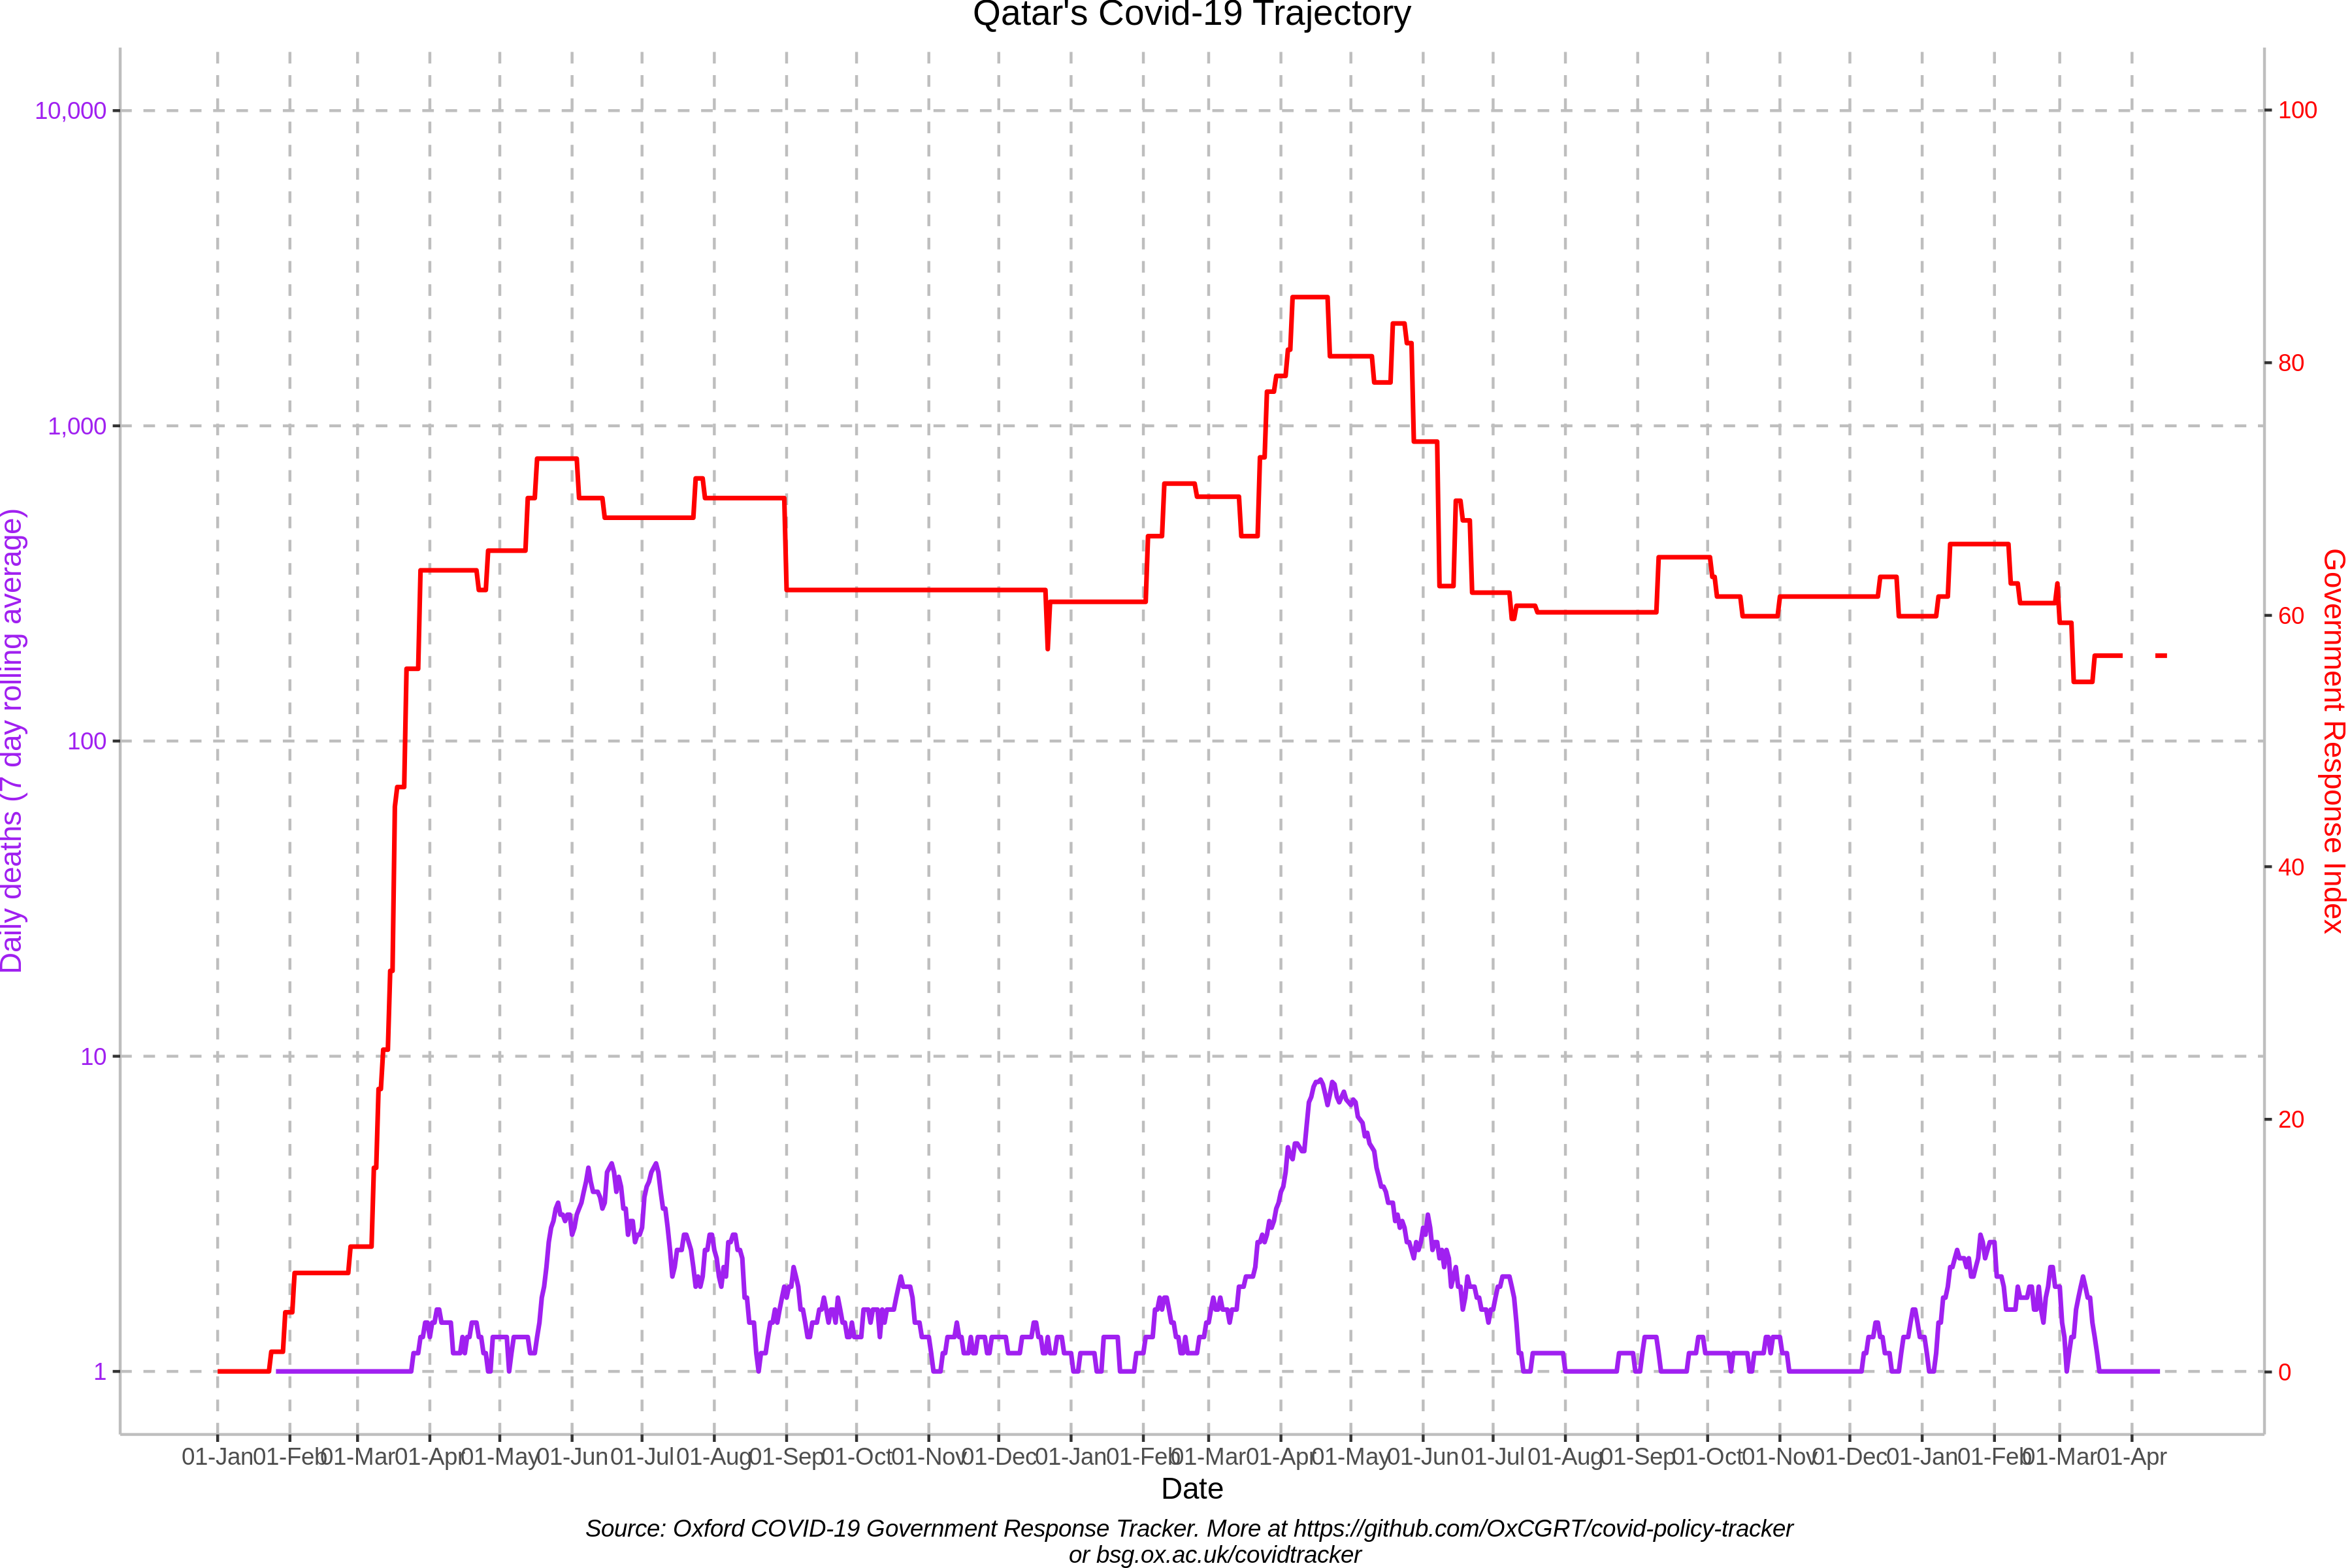 Qatar's Covid-19 Trajectory
10,000
1,000
100
10
1
Daily deaths (7 day rolling average)
100
80
60
40
20
0
Government Response Index
01-Jan 01-Feb 01-Mar 01-Apr 01-May 01-Jun 01-Jul 01-Aug 01-Sep 01-Oct 01-Nov 01-Dec 01-Jan 01-Feb 01-Mar 01-Apr 01-May 01-Jun 01-Jul 01-Aug 01-Sep 01-Oct 01-Nov 01-Dec 01-Jan 01-Feb 01-Mar 01-Apr
Date
Source: Oxford COVID-19 Government Response Tracker. More at https://github.com/OxCGRT/covid-policy-tracker
or bsg.ox.ac.uk/covidtracker